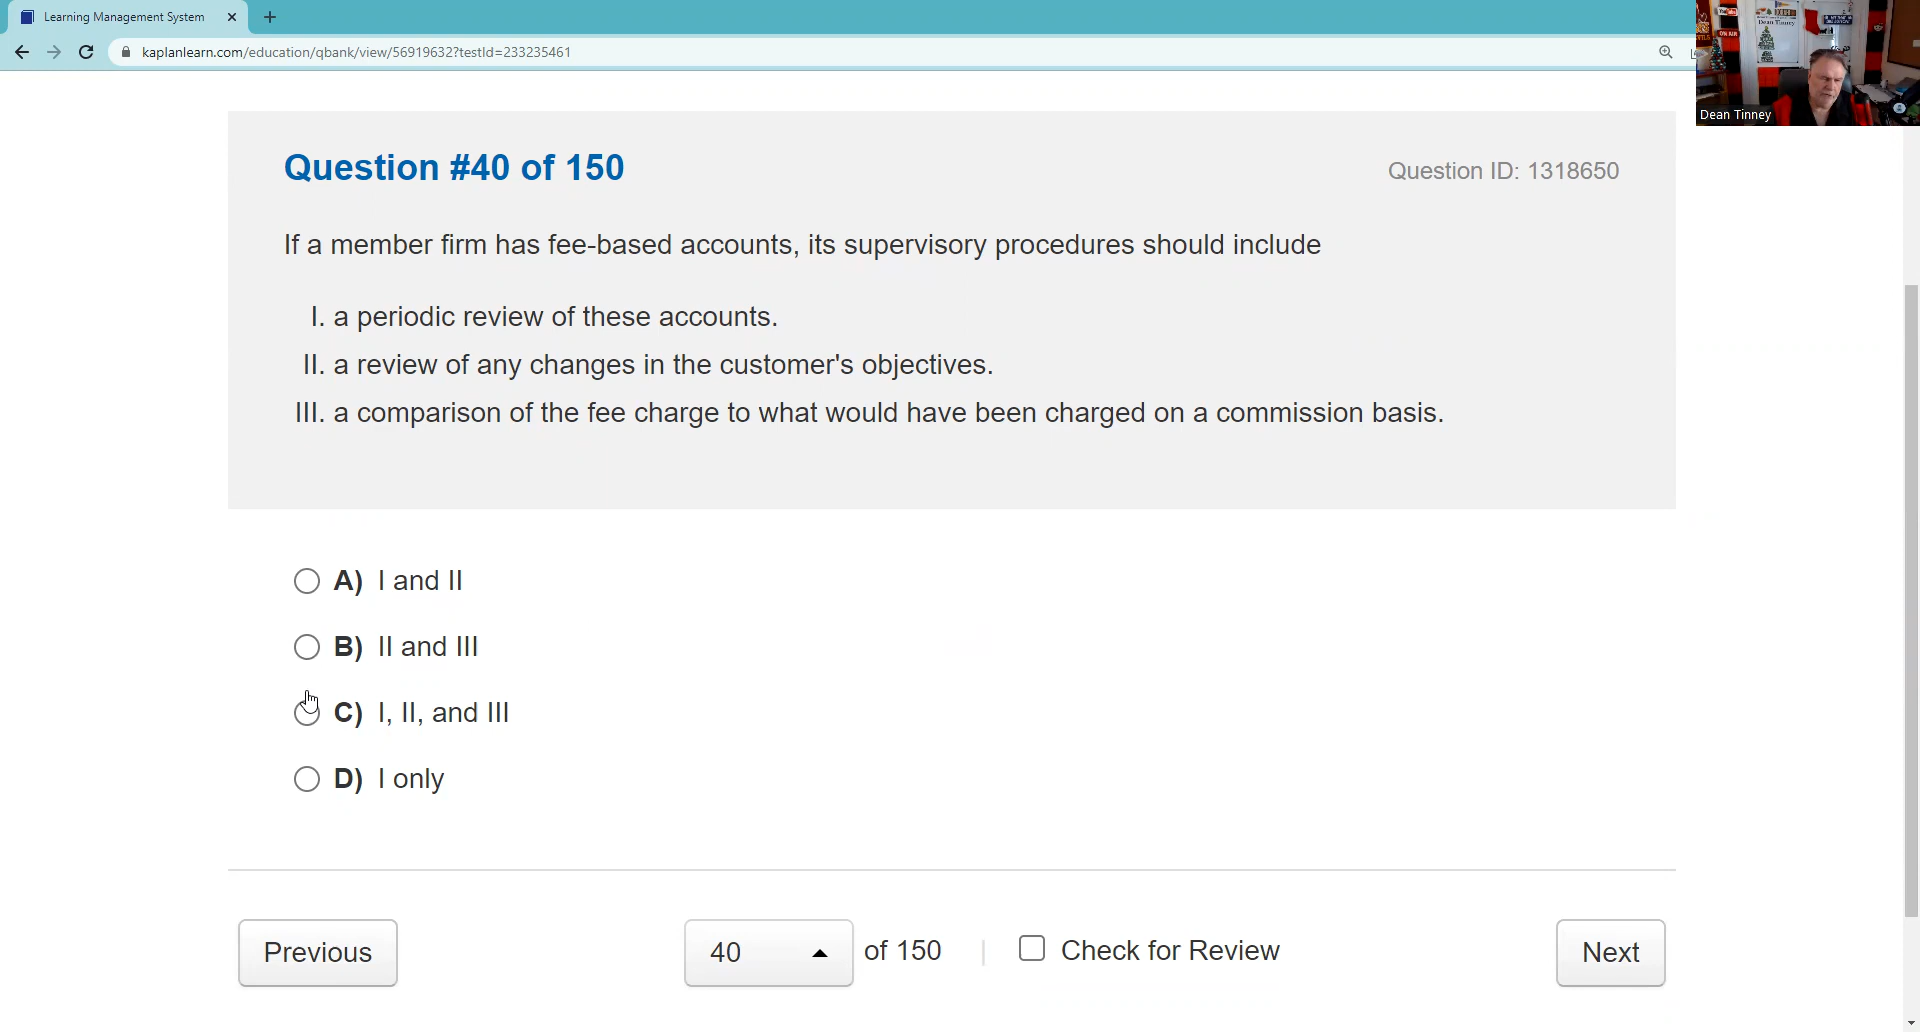 Learning Management System
kaplanlearn.com/education/qbank/view/56919632?testId=233235461
ON AIR
Dean Tinney
Question #40 of 150
Question ID: 1318650
If a member firm has fee-based accounts, its supervisory procedures should include
I. a periodic review of these accounts.
II. a review of any changes in the customer's objectives.
III. a comparison of the fee charge to what would have been charged on a commission basis.
A) I and II
B) II and III
C) I, II, and III
D) I only
Previous
40
of 150
Check for Review
Next